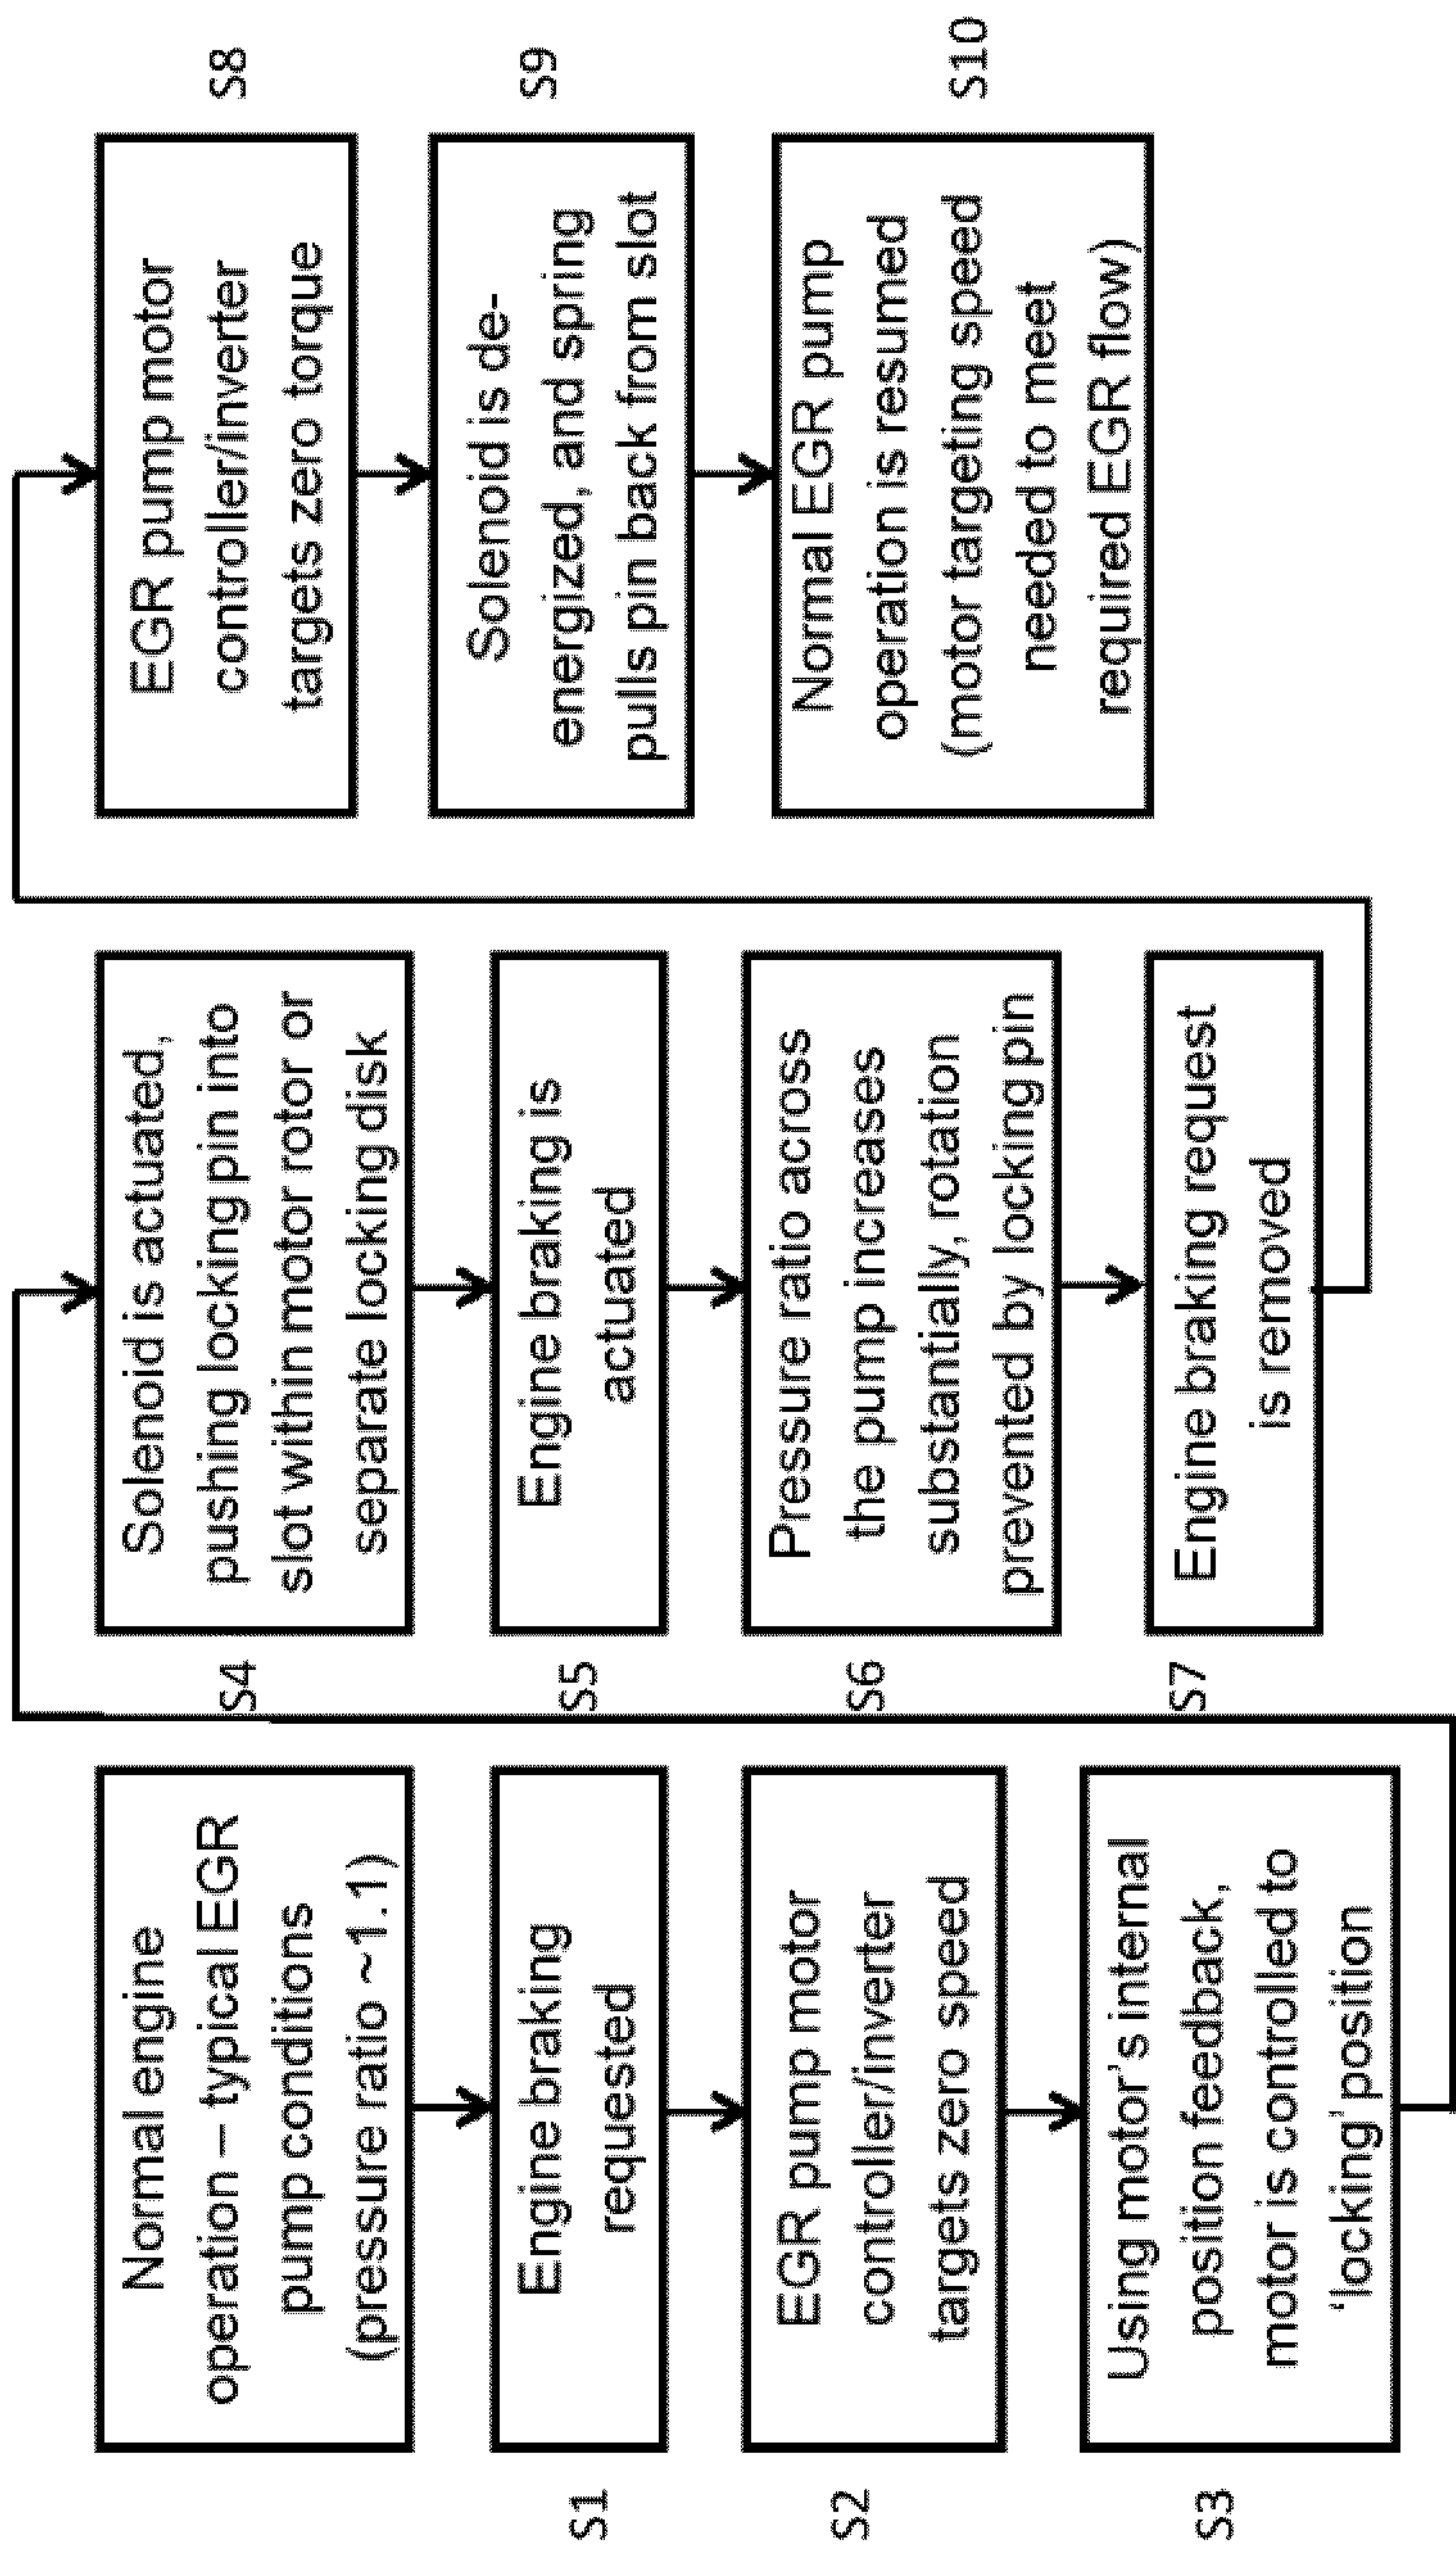 Normal engine
operation – typical EGR
pump conditions
(pressure ratio ~1.1)
S1
Engine braking
requested
S2
EGR pump motor
controller/inverter
targets zero speed
S3
Using motor's internal
position feedback,
motor is controlled to
'locking' position
S4
Solenoid is actuated,
pushing locking pin into
slot within motor rotor or
separate locking disk
S5
Engine braking is
actuated
S6
Pressure ratio across
the pump increases
substantially, rotation
prevented by locking pin
S7
Engine braking request
is removed
EGR pump motor
controller/inverter
targets zero torque
S8
Solenoid is de-
energized, and spring
pulls pin back from slot
S9
Normal EGR pump
operation is resumed
(motor targeting speed
needed to meet
required EGR flow)
S10